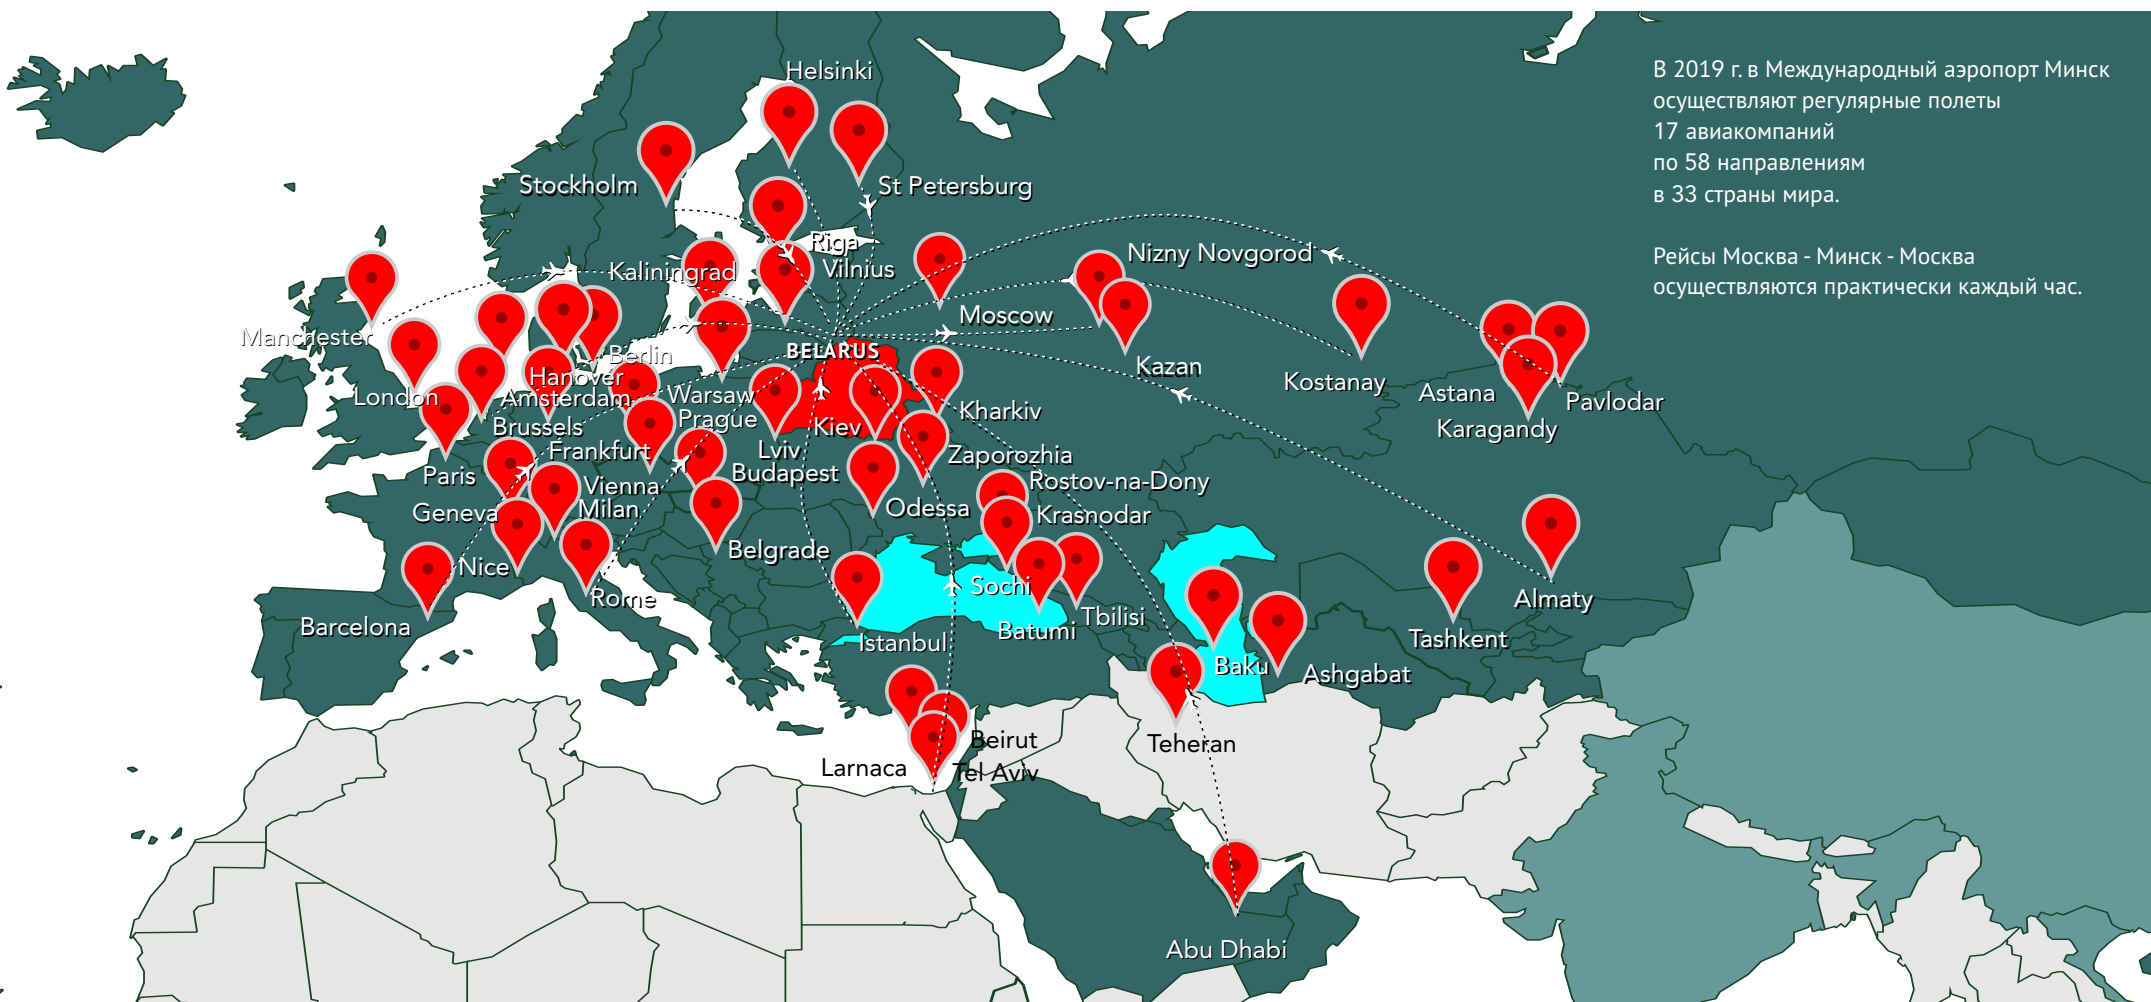 Helsinki
В 2019 г. в Международный аэропорт Минск
осуществляют регулярные полеты
17 авиакомпаний
по 58 направлениям
в 33 страны мира.
Рейсы Москва - Минск - Москва
осуществляются практически каждый час.
Stockholm
St Petersburg
Riga
Vilnius
Kaliningrad
Nizny Novgorod
Moscow
Manchester
BELARUS
Berlin
Kazan
Kostanay
Hanover
Amsterdam
London
Warsaw
Astana
Pavlodar
Prague
Kharkiv
Brussels
Kiev
Karagandy
Frankfurt
Lviv
Zaporozhia
Paris
Budapest
Rostov-na-Dony
Vienna
Geneva
Milan
Odessa
Krasnodar
Belgrade
Nice
Sochi
Rome
Almaty
Barcelona
Batumi
Tbilisi
Istanbul
Tashkent
Baku
Ashgabat
Beirut
Teheran
Larnaca
Tel Aviv
Abu Dhabi